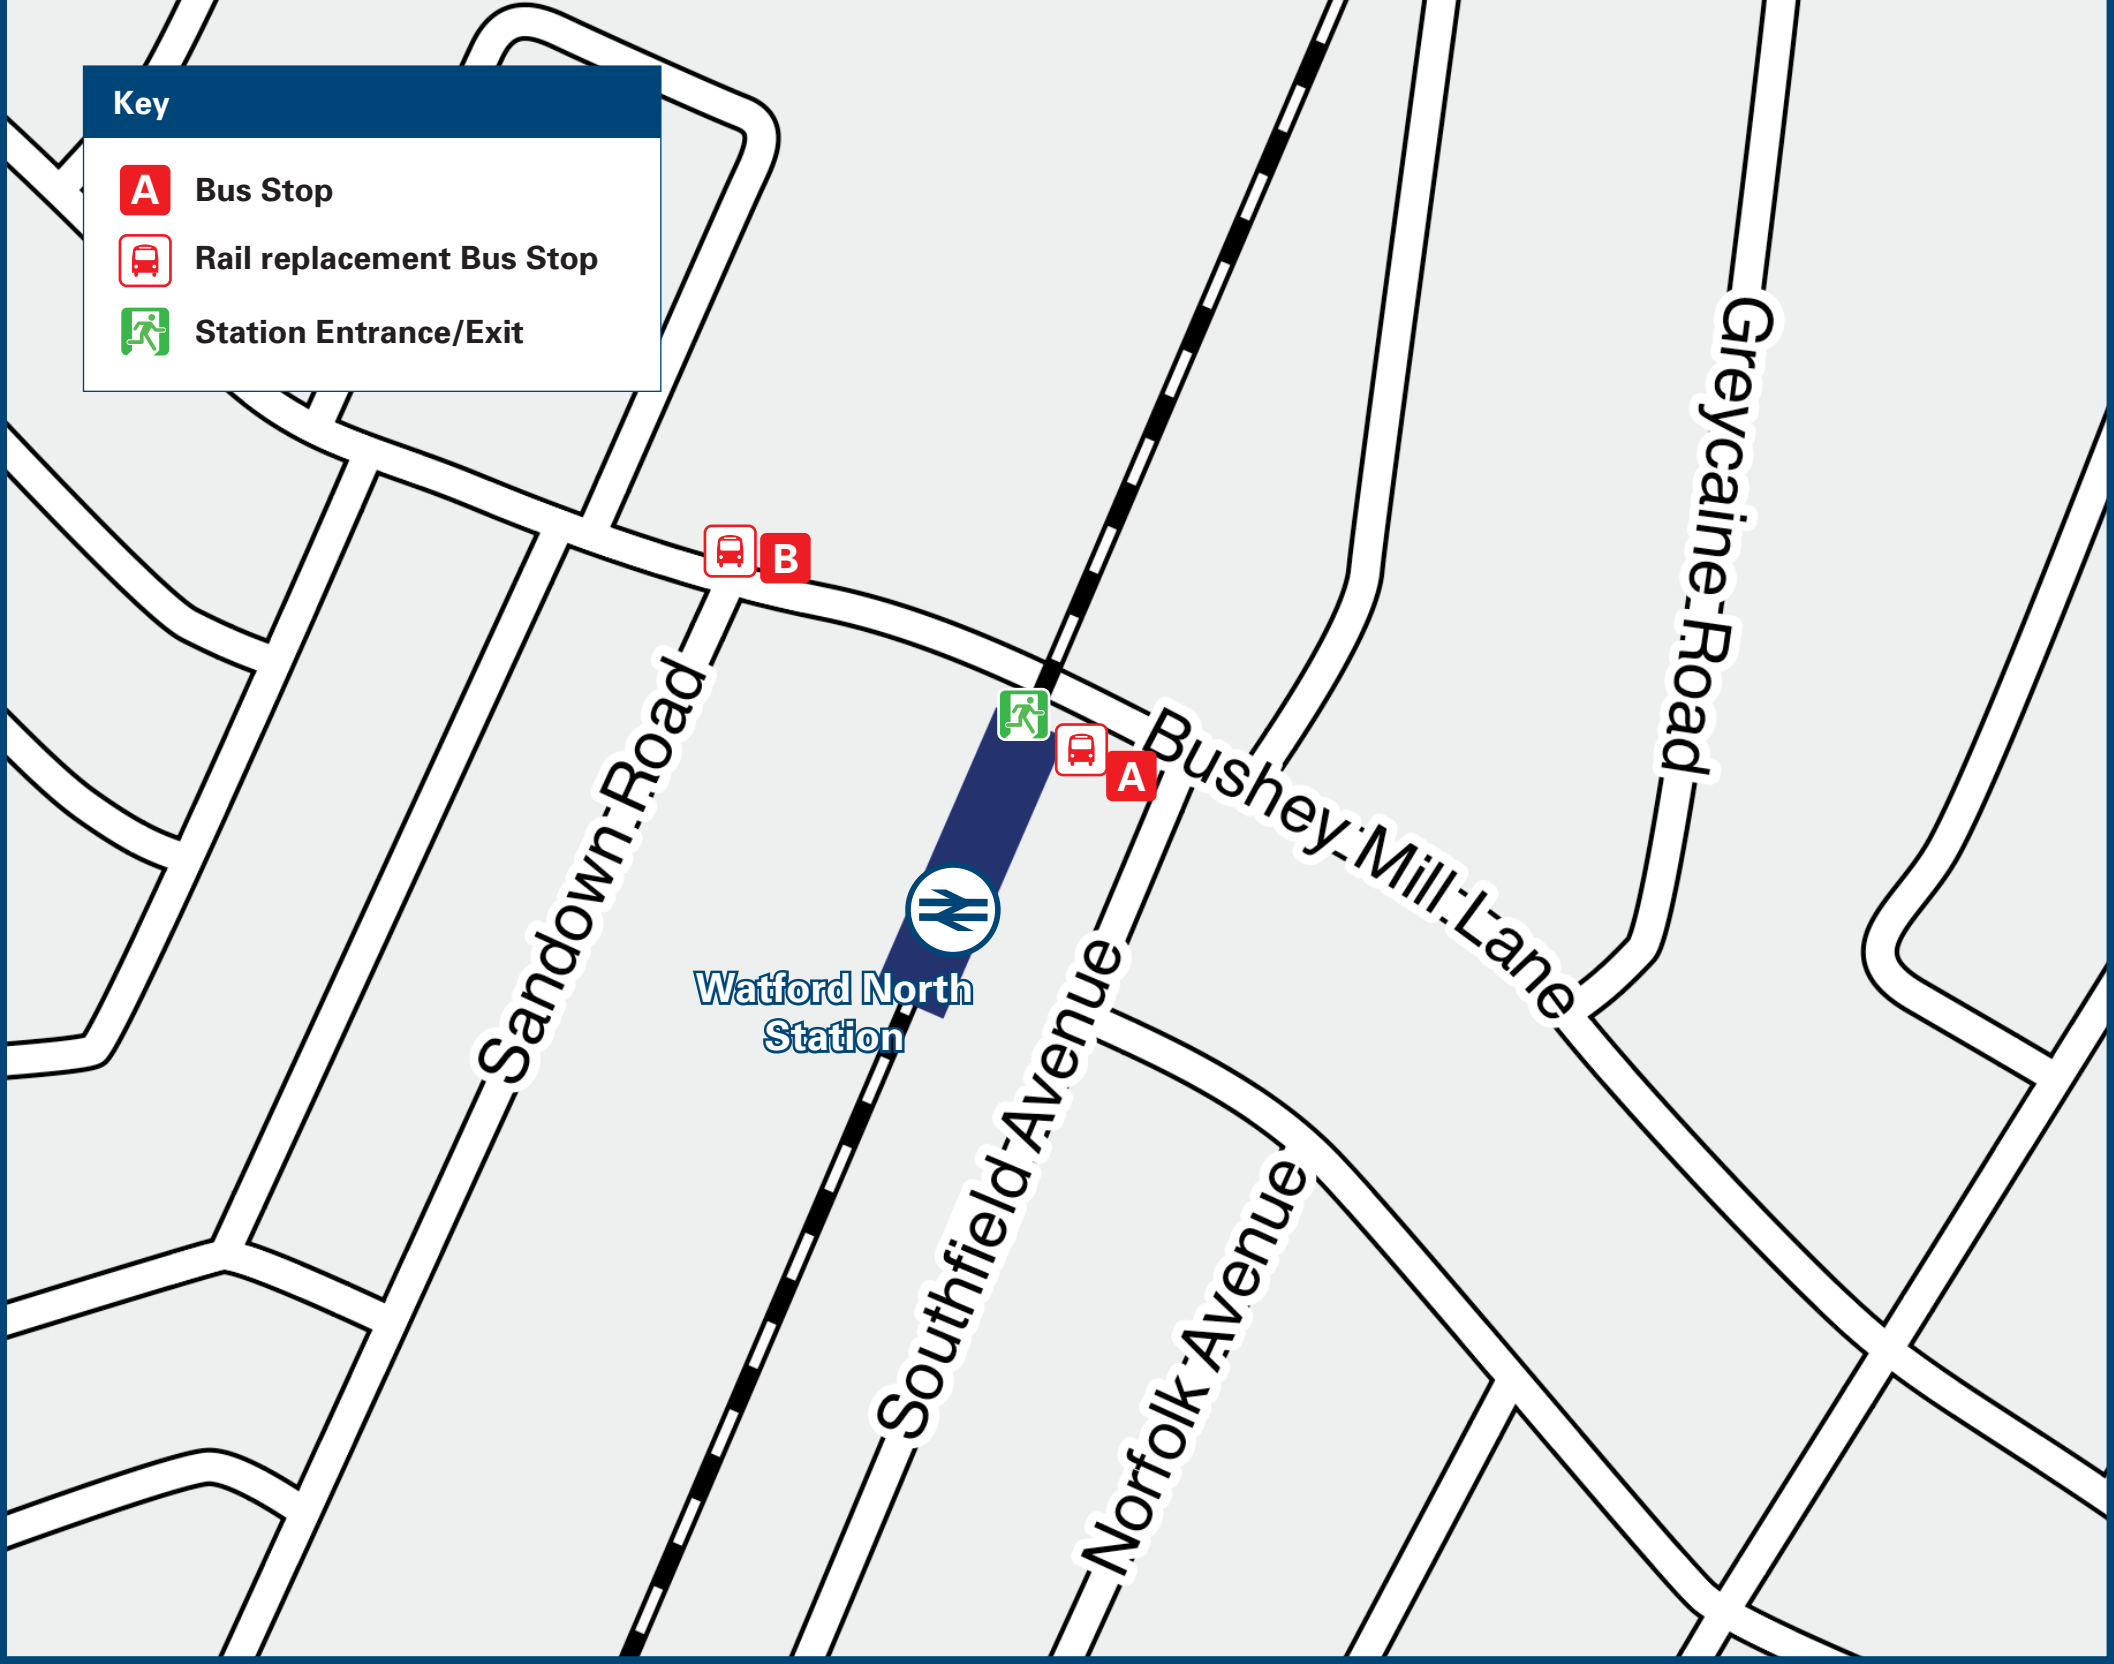 Key
A Bus Stop
Rail replacement Bus Stop
Station Entrance/Exit
B
A
Bushey Mill Lane
Greycaine Road
Sandown Road
Watford North
Station
Southfield Avenue
Norfolk Avenue